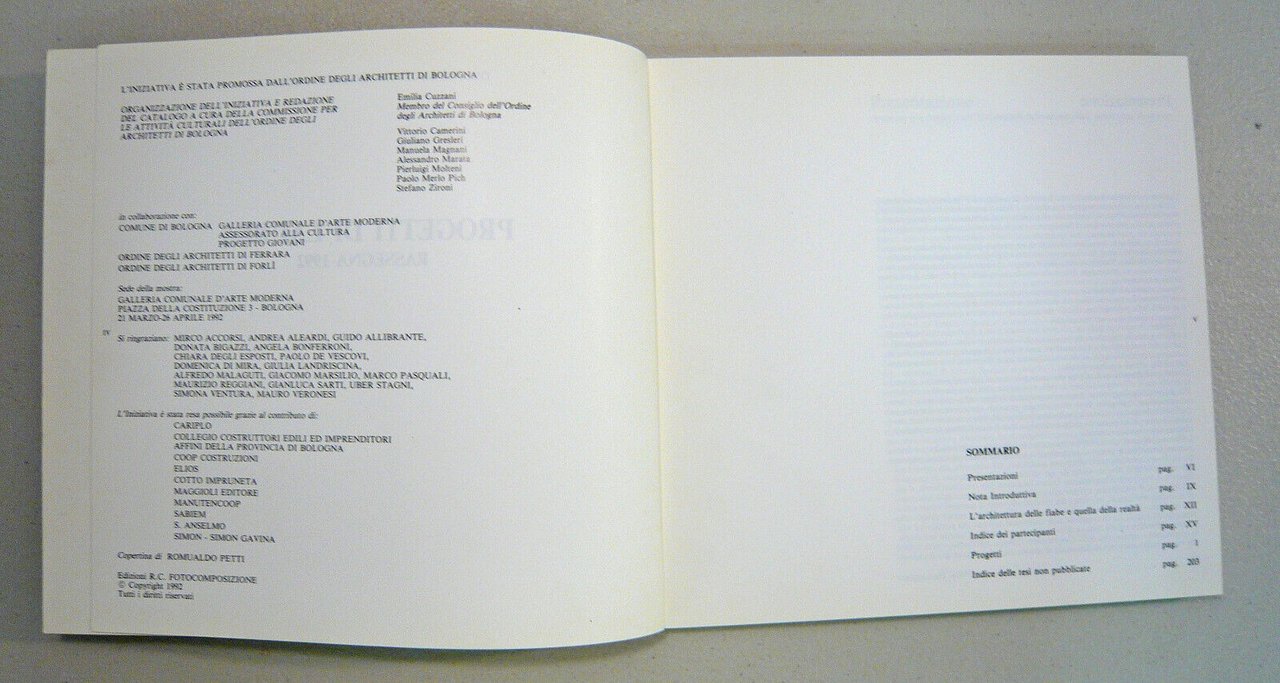 L'INIZIATIVA È STATA PROMOSSA DALL'ORDINE DEGLI ARCHITETTI DI BOLOGNA
ORGANIZZAZIONE DELL'INIZIATIVA E REDAZIONE
DEL CATALOGO A CURA DELLA COMMISSIONE PER
LE ATTIVITÀ CULTURALI DELL'ORDINE DEGLI
ARCHITETTI DI BOLOGNA
Emilia Cuzzani
Membro del Consiglio dell'Ordine
degli Architetti di Bologna
Vittorio Camerini
Giuliano Gresleri
Manuela Magnani
Alessandro Marata
Pierluigi Molteni
Paolo Merlo Pich
Stefano Zironi
in collaborazione con:
COMUNE DI BOLOGNA GALLERIA COMUNALE D'ARTE MODERNA
ASSESSORATO ALLA CULTURA
PROGETTO GIOVANI
ORDINE DEGLI ARCHITETTI DI FERRARA
ORDINE DEGLI ARCHITETTI DI FORLÌ
Sede della mostra:
GALLERIA COMUNALE D'ARTE MODERNA
PIAZZA DELLA COSTITUZIONE 3 - BOLOGNA
21 MARZO-26 APRILE 1992
IV
Si ringraziano: MIRCO ACCORSI, ANDREA ALEARDI, GUIDO ALLIBRANTE,
DONATA BIGAZZI, ANGELA BONFERRONI,
CHIARA DEGLI ESPOSTI, PAOLO DE VESCOVI,
DOMENICA DI MIRA, GIULIA LANDRISCINA,
ALFREDO MALAGUTI, GIACOMO MARSILIO, MARCO PASQUALI,
MAURIZIO REGGIANI, GIANLUCA SARTI, UBER STAGNI,
SIMONA VENTURA, MAURO VERONESI
L'Iniziativa è stata resa possibile grazie al contributo di:
CARIPLO
COLLEGIO COSTRUTTORI EDILI ED IMPRENDITORI
AFFINI DELLA PROVINCIA DI BOLOGNA
COOP COSTRUZIONI
ELIOS
COTTO IMPRUNETA
MAGGIOLI EDITORE
MANUTENCOOP
SABIEM
S. ANSELMO
SIMON - SIMON GAVINA
Copertina di ROMUALDO PETTI
Edizioni R.C. FOTOCOMPOSIZIONE
© Copyright 1992
Tutti i diritti riservati
V
SOMMARIO
Presentazioni pag. VI
Nota Introduttiva pag. IX
L'architettura delle fiabe e quella della realtà pag. XII
Indice dei partecipanti pag. XV
Progetti pag. 1
Indice delle tesi non pubblicate pag. 203